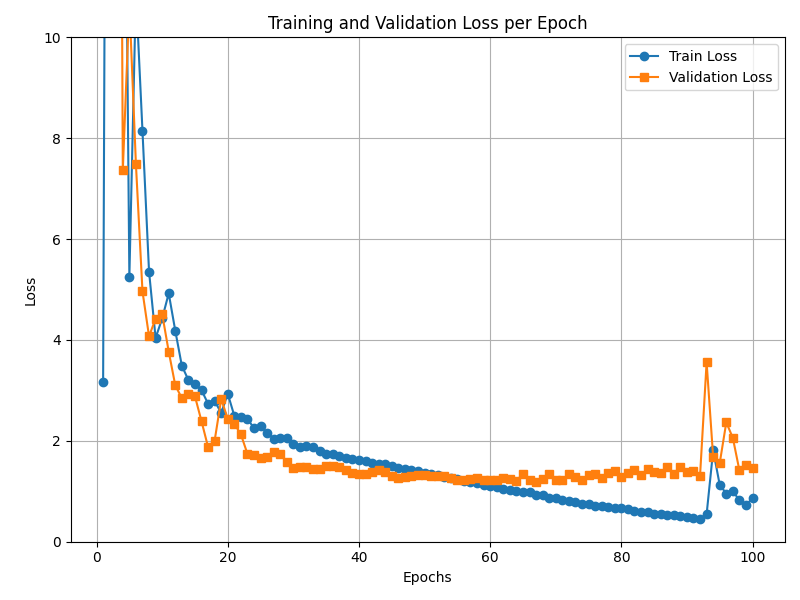 Training and Validation Loss per Epoch
Train Loss
Validation Loss
Loss
10
8
6
4
2
0
0 20 40 60 80 100
Epochs